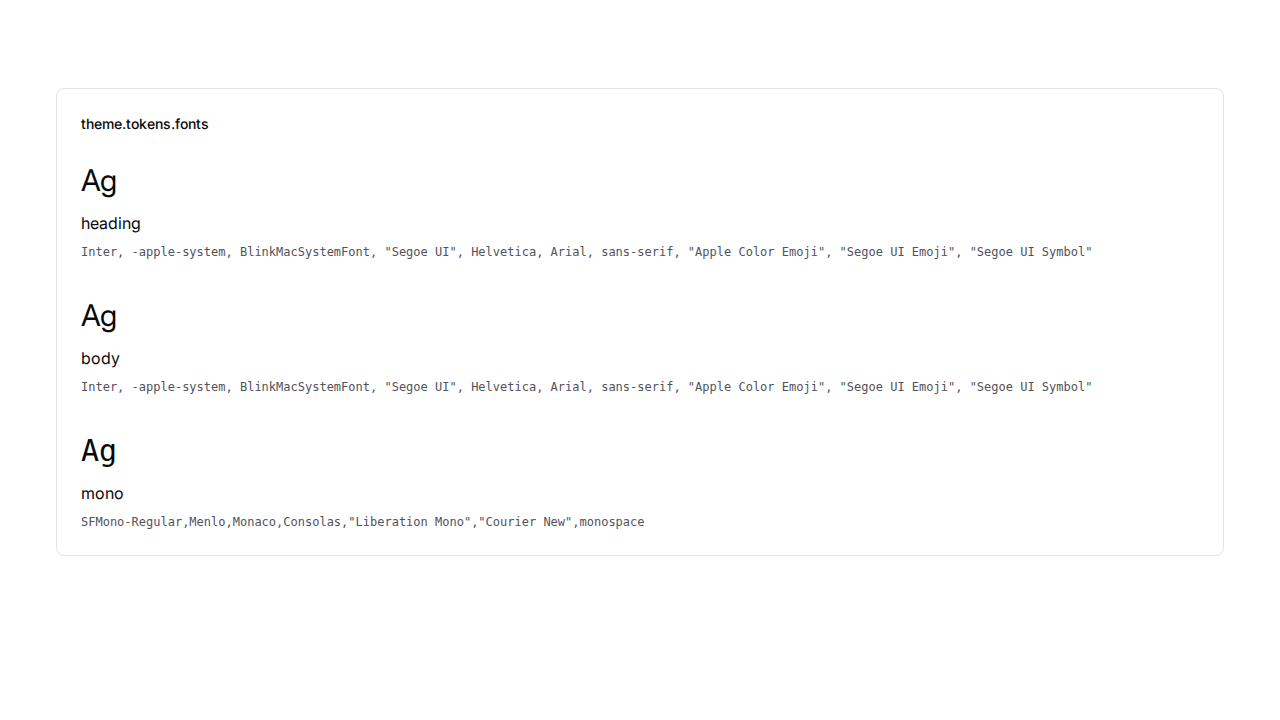 theme.tokens.fonts
Ag
heading
Inter, -apple-system, BlinkMacSystemFont, "Segoe UI", Helvetica, Arial, sans-serif, "Apple Color Emoji", "Segoe UI Emoji", "Segoe UI Symbol"
Ag
body
Inter, -apple-system, BlinkMacSystemFont, "Segoe UI", Helvetica, Arial, sans-serif, "Apple Color Emoji", "Segoe UI Emoji", "Segoe UI Symbol"
Ag
mono
SFMono-Regular,Menlo,Monaco,Consolas,"Liberation Mono","Courier New",monospace